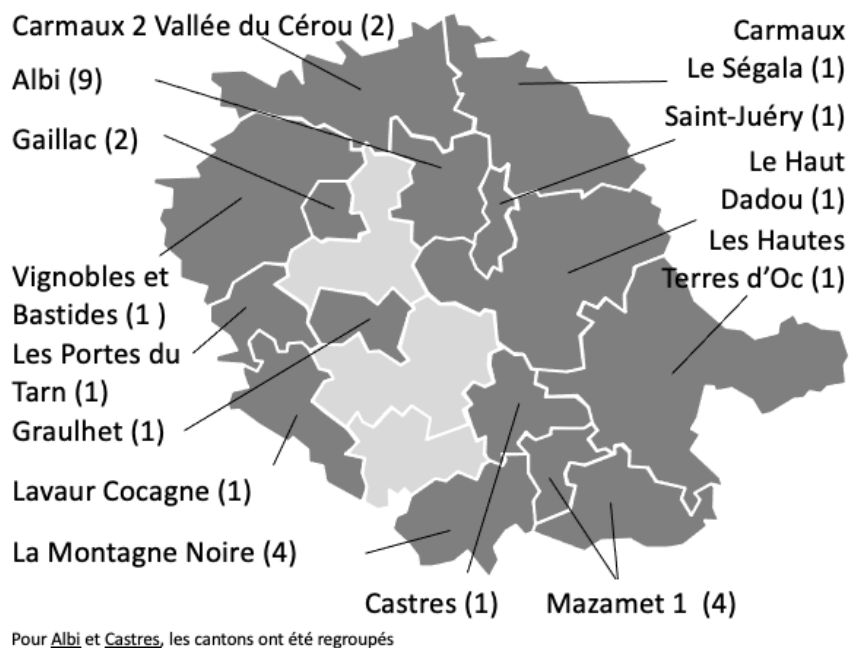 Carmaux 2 Vallée du Cérou (2)
Albi (9)
Gaillac (2)
Carmaux
Le Ségala (1)
Saint-Juéry (1)
Le Haut
Dadou (1)
Les Hautes
Terres d’Oc (1)
Vignobles et
Bastides (1 )
Les Portes du
Tarn (1)
Graulhet (1)
Lavaur Cocagne (1)
La Montagne Noire (4)
Castres (1)
Mazamet 1  (4)
Pour Albi et Castres, les cantons ont été regroupés